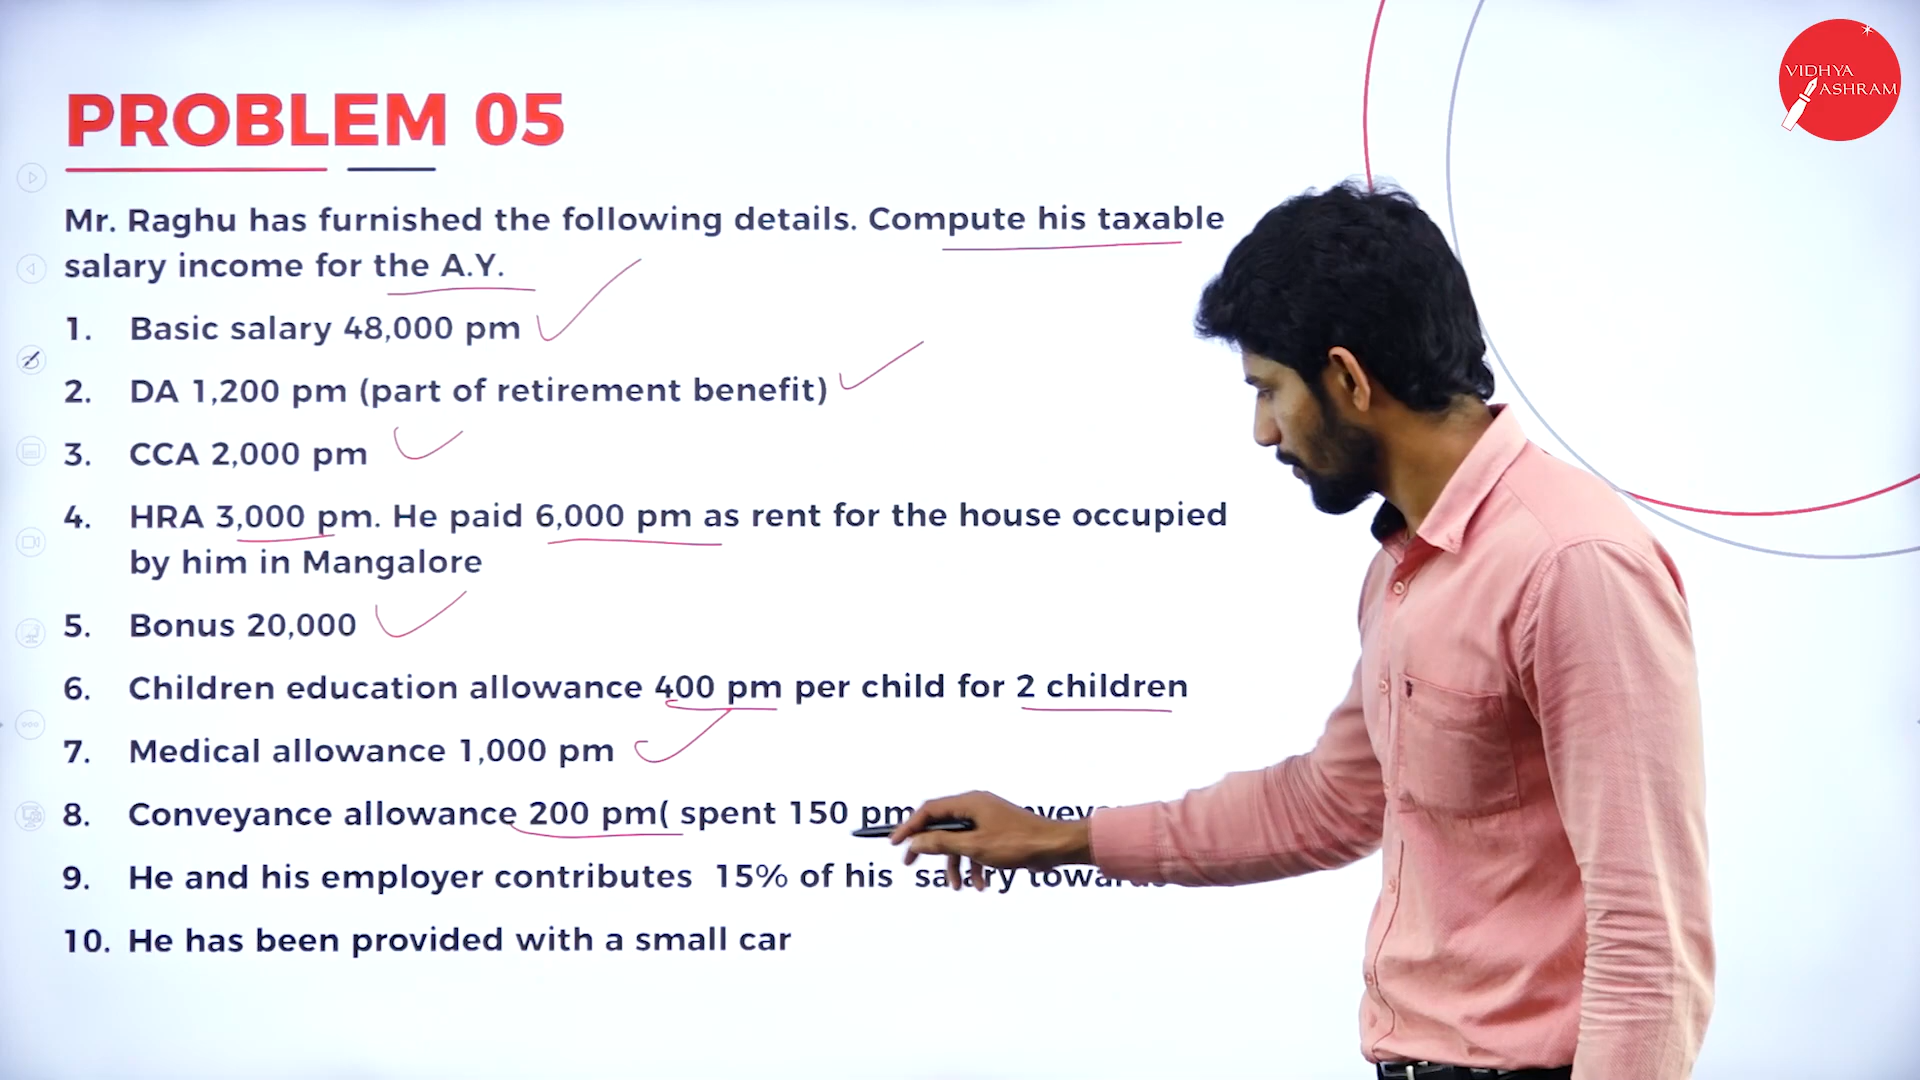 VIDHYA
ASHRAM
PROBLEM 05
Mr. Raghu has furnished the following details. Compute his taxable
salary income for the A.Y.
1. Basic salary 48,000 pm
2. DA 1,200 pm (part of retirement benefit)
3. CCA 2,000 pm
4. HRA 3,000 pm. He paid 6,000 pm as rent for the house occupied
by him in Mangalore
5. Bonus 20,000
6. Children education allowance 400 pm per child for 2 children
7. Medical allowance 1,000 pm
8. Conveyance allowance 200 pm( spent 150 pm
9. He and his employer contributes 15% of his salary towards
10. He has been provided with a small car